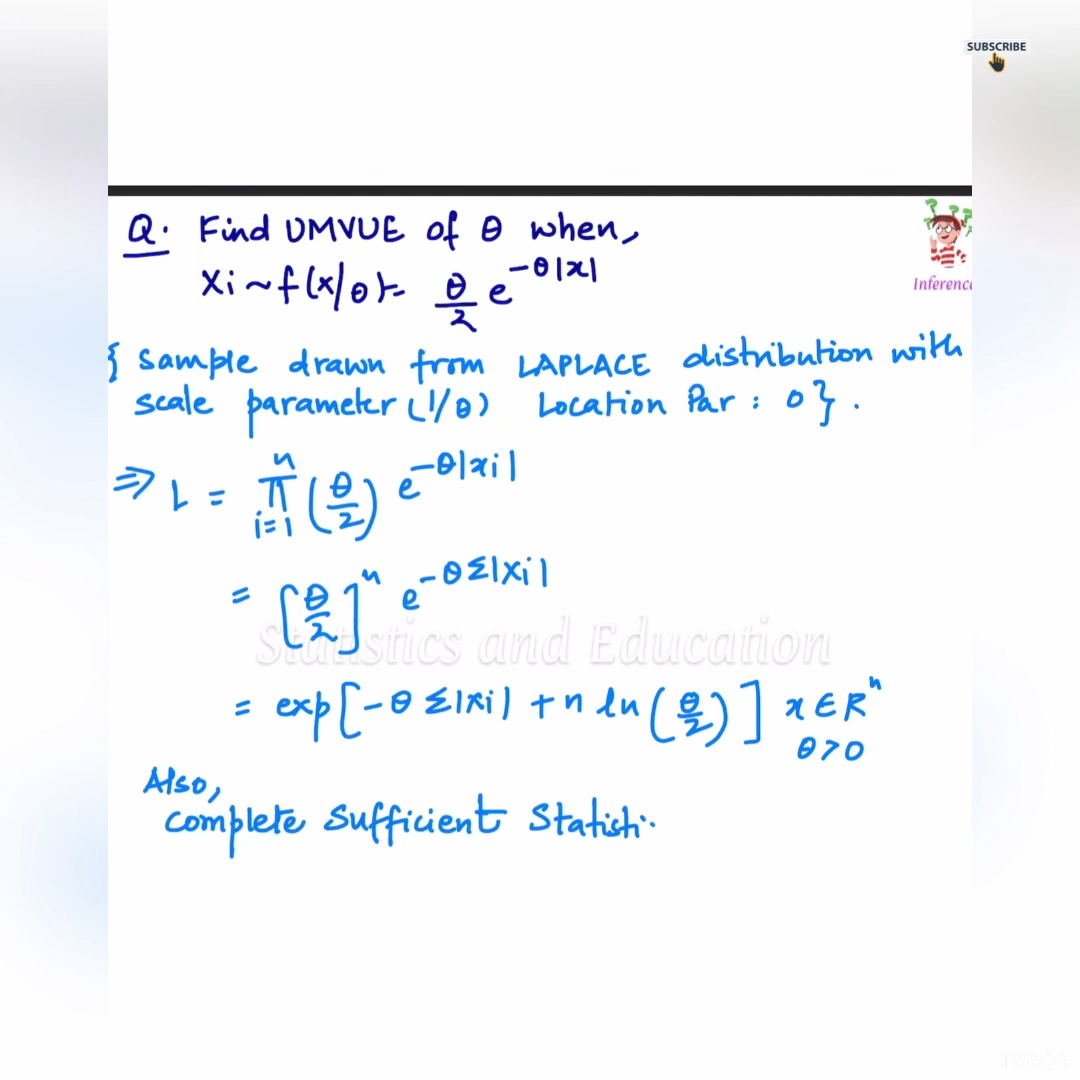 SUBSCRIBE
Q. Find UMVUE of θ when,
Xi ~ f(x/θ) = θ/2 e^-θ|x|
Inference
{ Sample drawn from LAPLACE distribution with
scale parameter (1/θ) Location Par : 0 } .
⇒ L = n π i=1 (θ/2) e^-θ|xi|
= [θ/2]^n e^-θ Σ|Xi|
Statistics and Education
= exp[-θ Σ|Xi| + n ln (θ/2)] x ∈ R^n
θ > 0
Also,
Complete Sufficient Statisti